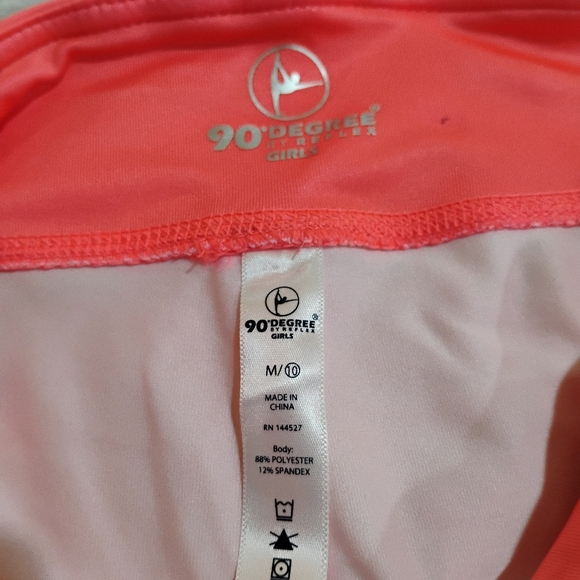 90°DEGREE®
BY REFLEX
GIRLS
90°DEGREE®
BY REFLEX
GIRLS
M/⑩
MADE IN
CHINA
RN 144527
Body:
88% POLYESTER
12% SPANDEX